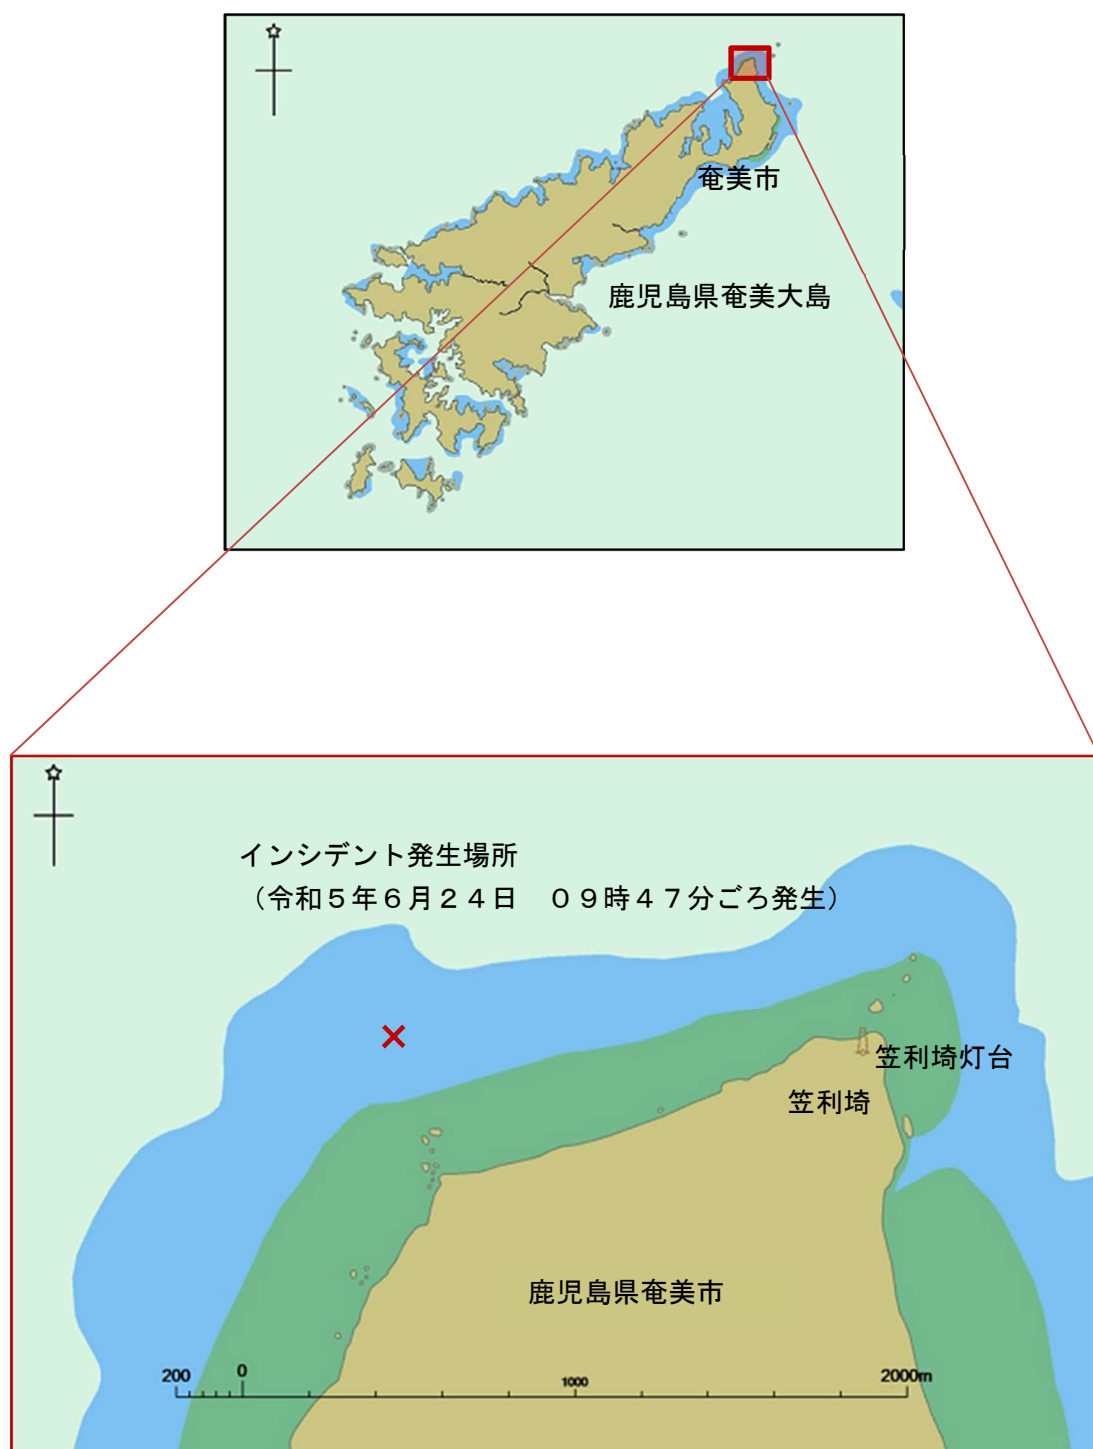 奄美市
鹿児島県奄美大島
インシデント発生場所
（令和５年６月２４日　０９時４７分ごろ発生）
笠利埼灯台
笠利埼
鹿児島県奄美市
200 0 1000 2000m